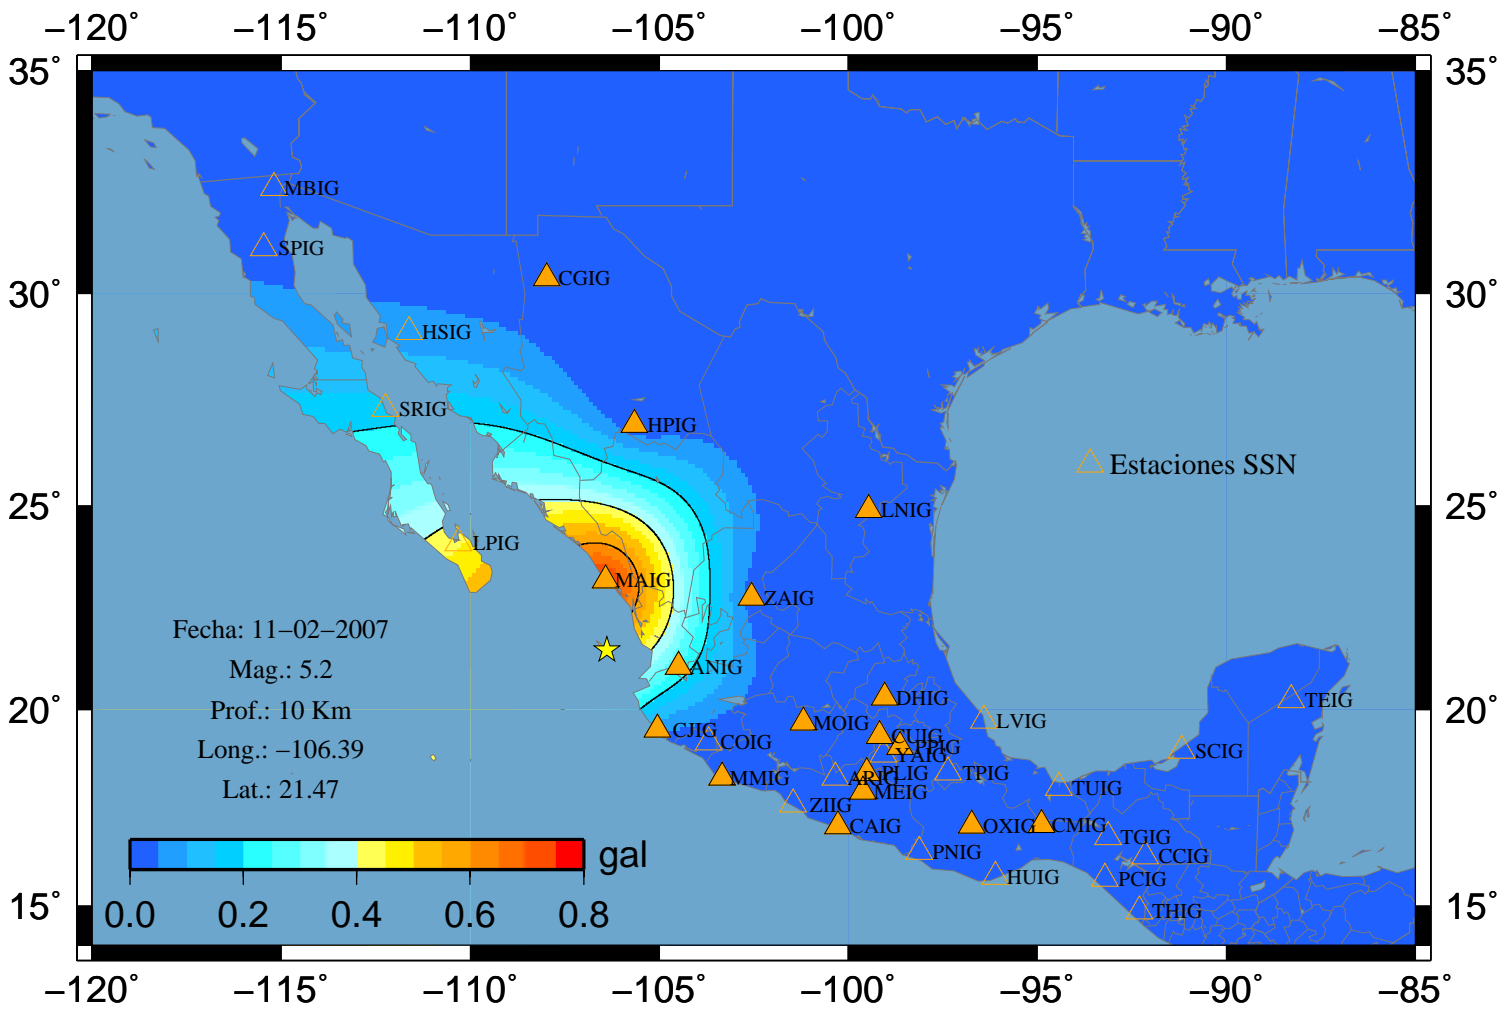 −120˚ −115˚ −110˚ −105˚ −100˚ −95˚ −90˚ −85˚
35˚ 35˚
MBIG
SPIG
CGIG
30˚ 30˚
HSIG
SRIG
HPIG
Estaciones SSN
25˚ 25˚
LNIG
LPIG
MAIG
ZAIG
Fecha: 11−02−2007
Mag.: 5.2
ANIG
DHIG
TEIG
Prof.: 10 Km
20˚ 20˚
CJIG
MOIG
LVIG
CUIG
COIG
PPIG
Long.: −106.39
SCIG
YAIG
PLIG
TPIG
MMIG
ARIG
Lat.: 21.47
TUIG
MEIG
ZIIG
CAIG
OXIG
CMIG
TGIG
PNIG
CCIG
gal
HUIG
PCIG
15˚ 15˚
THIG
0.0 0.2 0.4 0.6 0.8
−120˚ −115˚ −110˚ −105˚ −100˚ −95˚ −90˚ −85˚